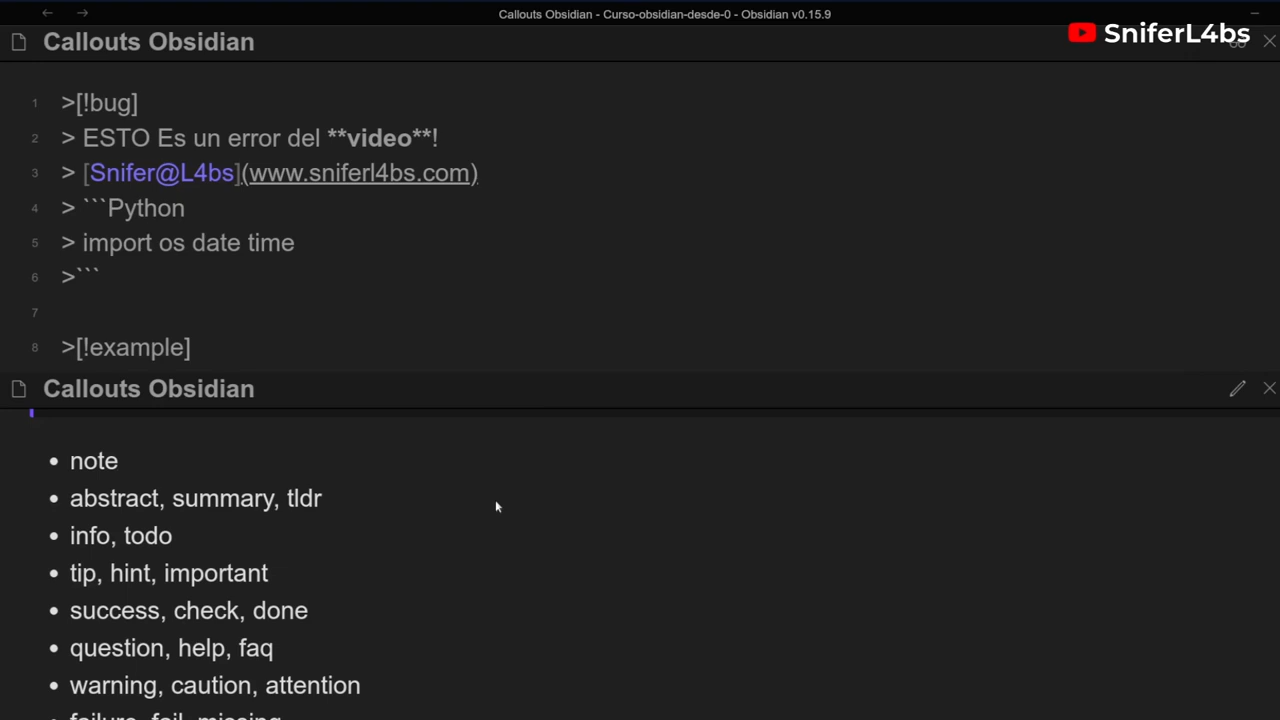 Callouts Obsidian - Curso-obsidian-desde-0 - Obsidian v0.15.9
Callouts Obsidian
SniferL4bs
1 >[!bug]
2 > ESTO Es un error del **video**!
3 > [Snifer@L4bs](www.sniferl4bs.com)
4 > ```Python
5 > import os date time
6 >```
7
8 >[!example]
Callouts Obsidian
• note
• abstract, summary, tldr
• info, todo
• tip, hint, important
• success, check, done
• question, help, faq
• warning, caution, attention
• failure, fail, missing